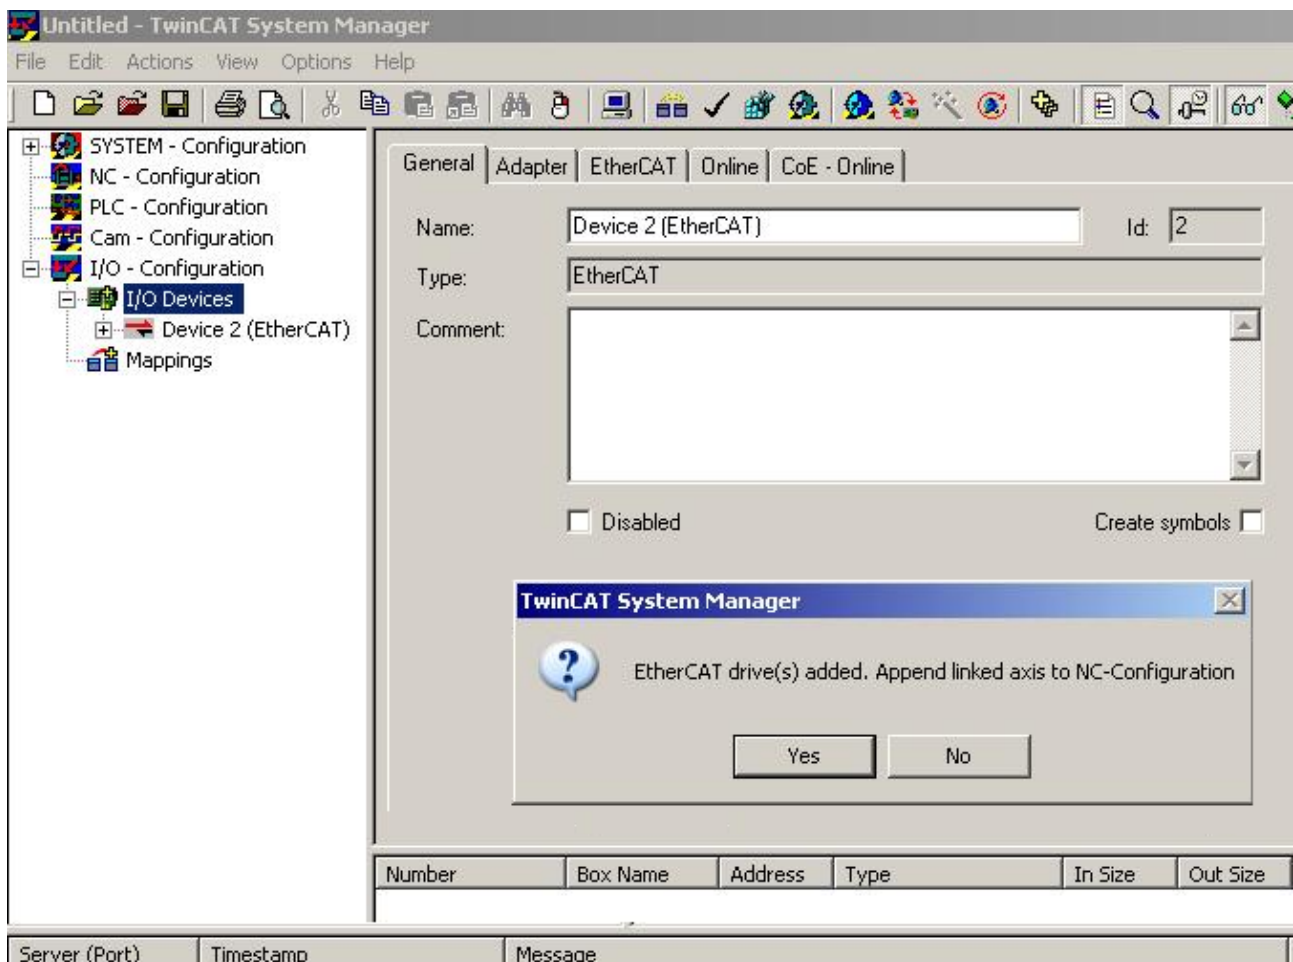 Untitled - TwinCAT System Manager
File Edit Actions View Options Help
SYSTEM - Configuration
NC - Configuration
PLC - Configuration
Cam - Configuration
I/O - Configuration
I/O Devices
Device 2 (EtherCAT)
Mappings
General Adapter EtherCAT Online CoE - Online
Name: Device 2 (EtherCAT) Id: 2
Type: EtherCAT
Comment:
Disabled Create symbols
TwinCAT System Manager
EtherCAT drive(s) added. Append linked axis to NC-Configuration
Yes No
Number Box Name Address Type In Size Out Size
Server (Port) Timestamp Message